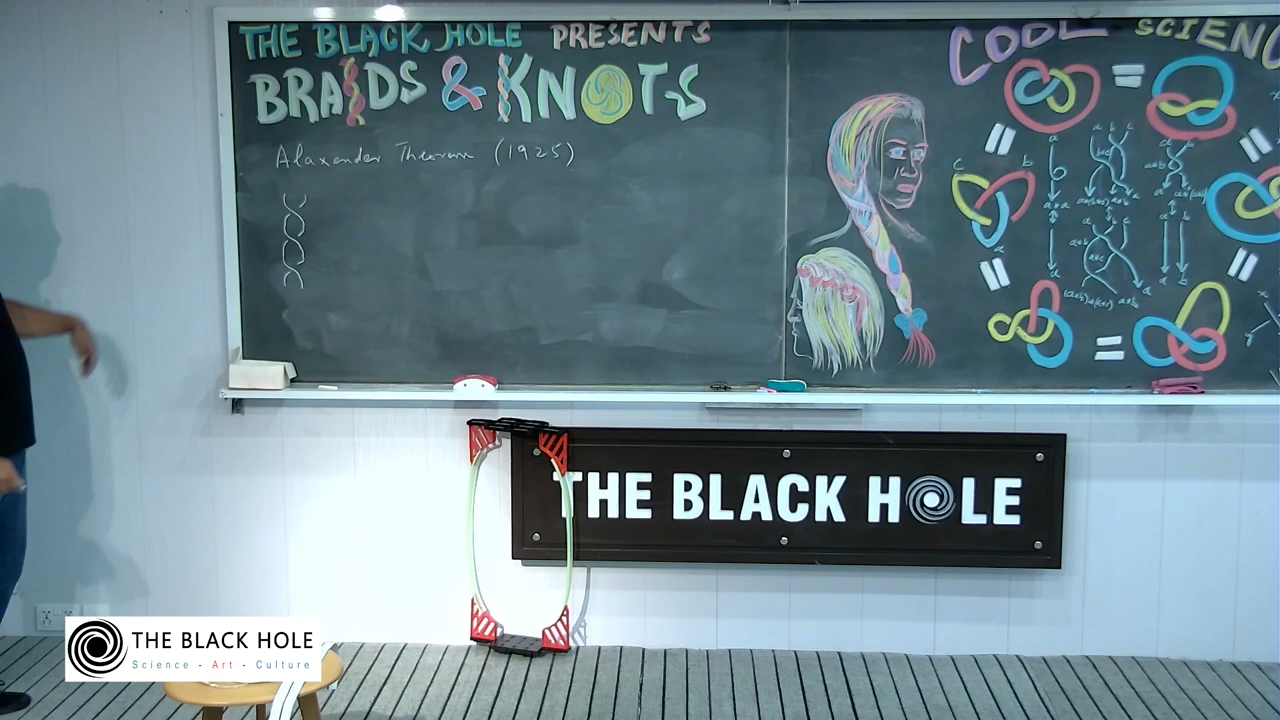 THE BLACK HOLE PRESENTS
BRAIDS & KNOTS
Alaxander Theorem (1925)
COOL SCIENC
THE BLACK HOLE
THE BLACK HOLE
Science - Art - Culture